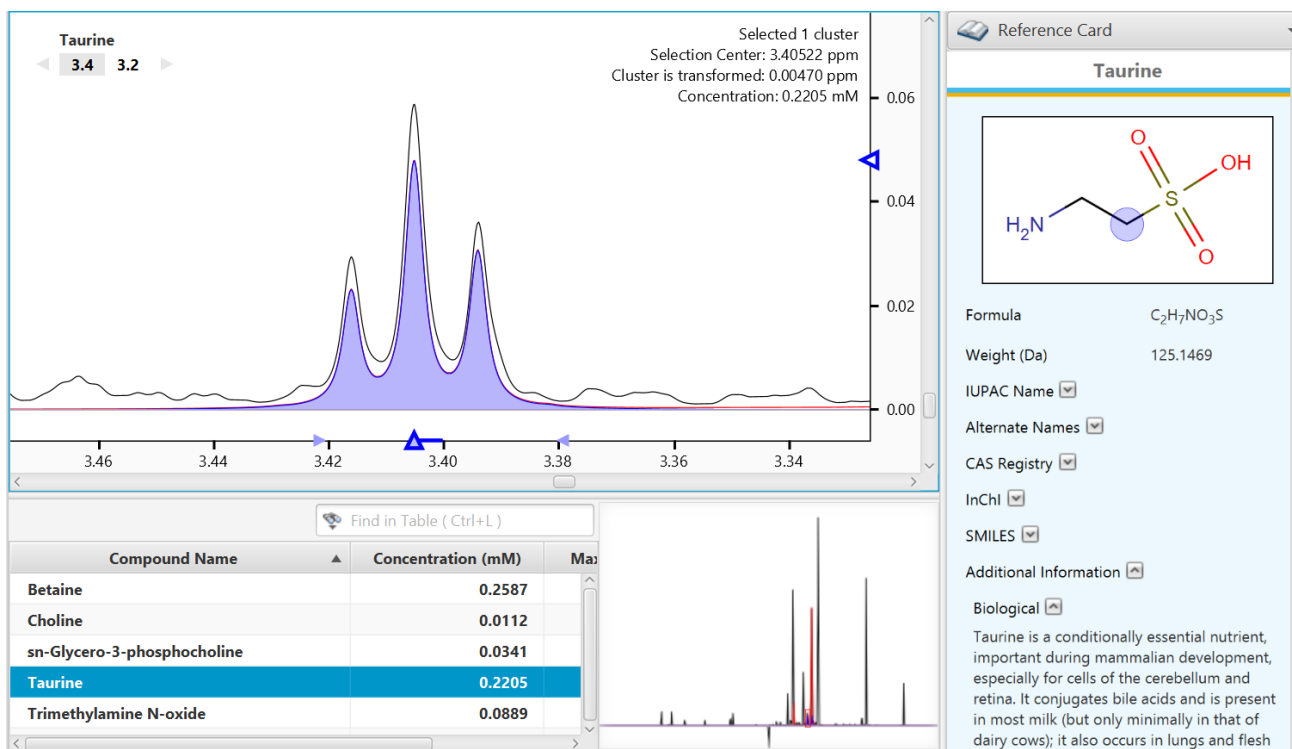 Taurine
3.4 3.2
Selected 1 cluster
Selection Center: 3.40522 ppm
Cluster is transformed: 0.00470 ppm
Concentration: 0.2205 mM
0.06
0.04
0.02
0.00
3.46 3.44 3.42 3.40 3.38 3.36 3.34
Find in Table ( Ctrl+L )
Compound Name Concentration (mM)
Betaine 0.2587
Choline 0.0112
sn-Glycero-3-phosphocholine 0.0341
Taurine 0.2205
Trimethylamine N-oxide 0.0889
Reference Card
Taurine
O
OH
S
H₂N
O
Formula C₂H₇NO₃S
Weight (Da) 125.1469
IUPAC Name
Alternate Names
CAS Registry
InChI
SMILES
Additional Information
Biological
Taurine is a conditionally essential nutrient,
important during mammalian development,
especially for cells of the cerebellum and
retina. It conjugates bile acids and is present
in most milk (but only minimally in that of
dairy cows); it also occurs in lungs and flesh